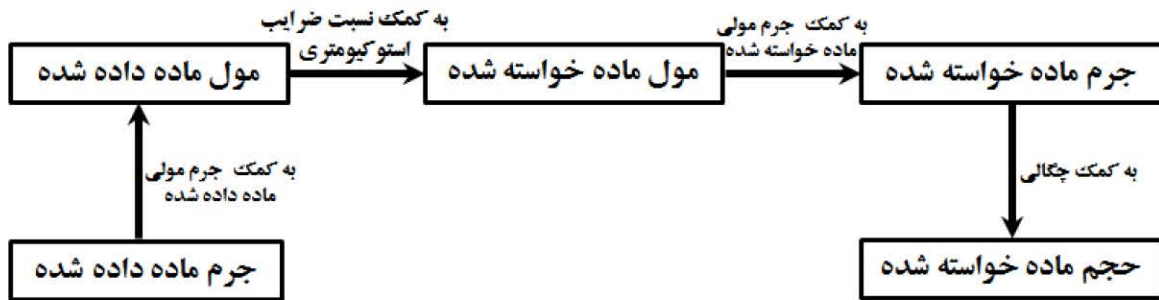 جرم ماده داده شده
به کمک جرم مولی
ماده داده شده
مول ماده داده شده
به کمک نسبت ضرایب
استوکیومتری
مول ماده خواسته شده
به کمک جرم مولی
ماده خواسته شده
جرم ماده خواسته شده
به کمک چگالی
حجم ماده خواسته شده